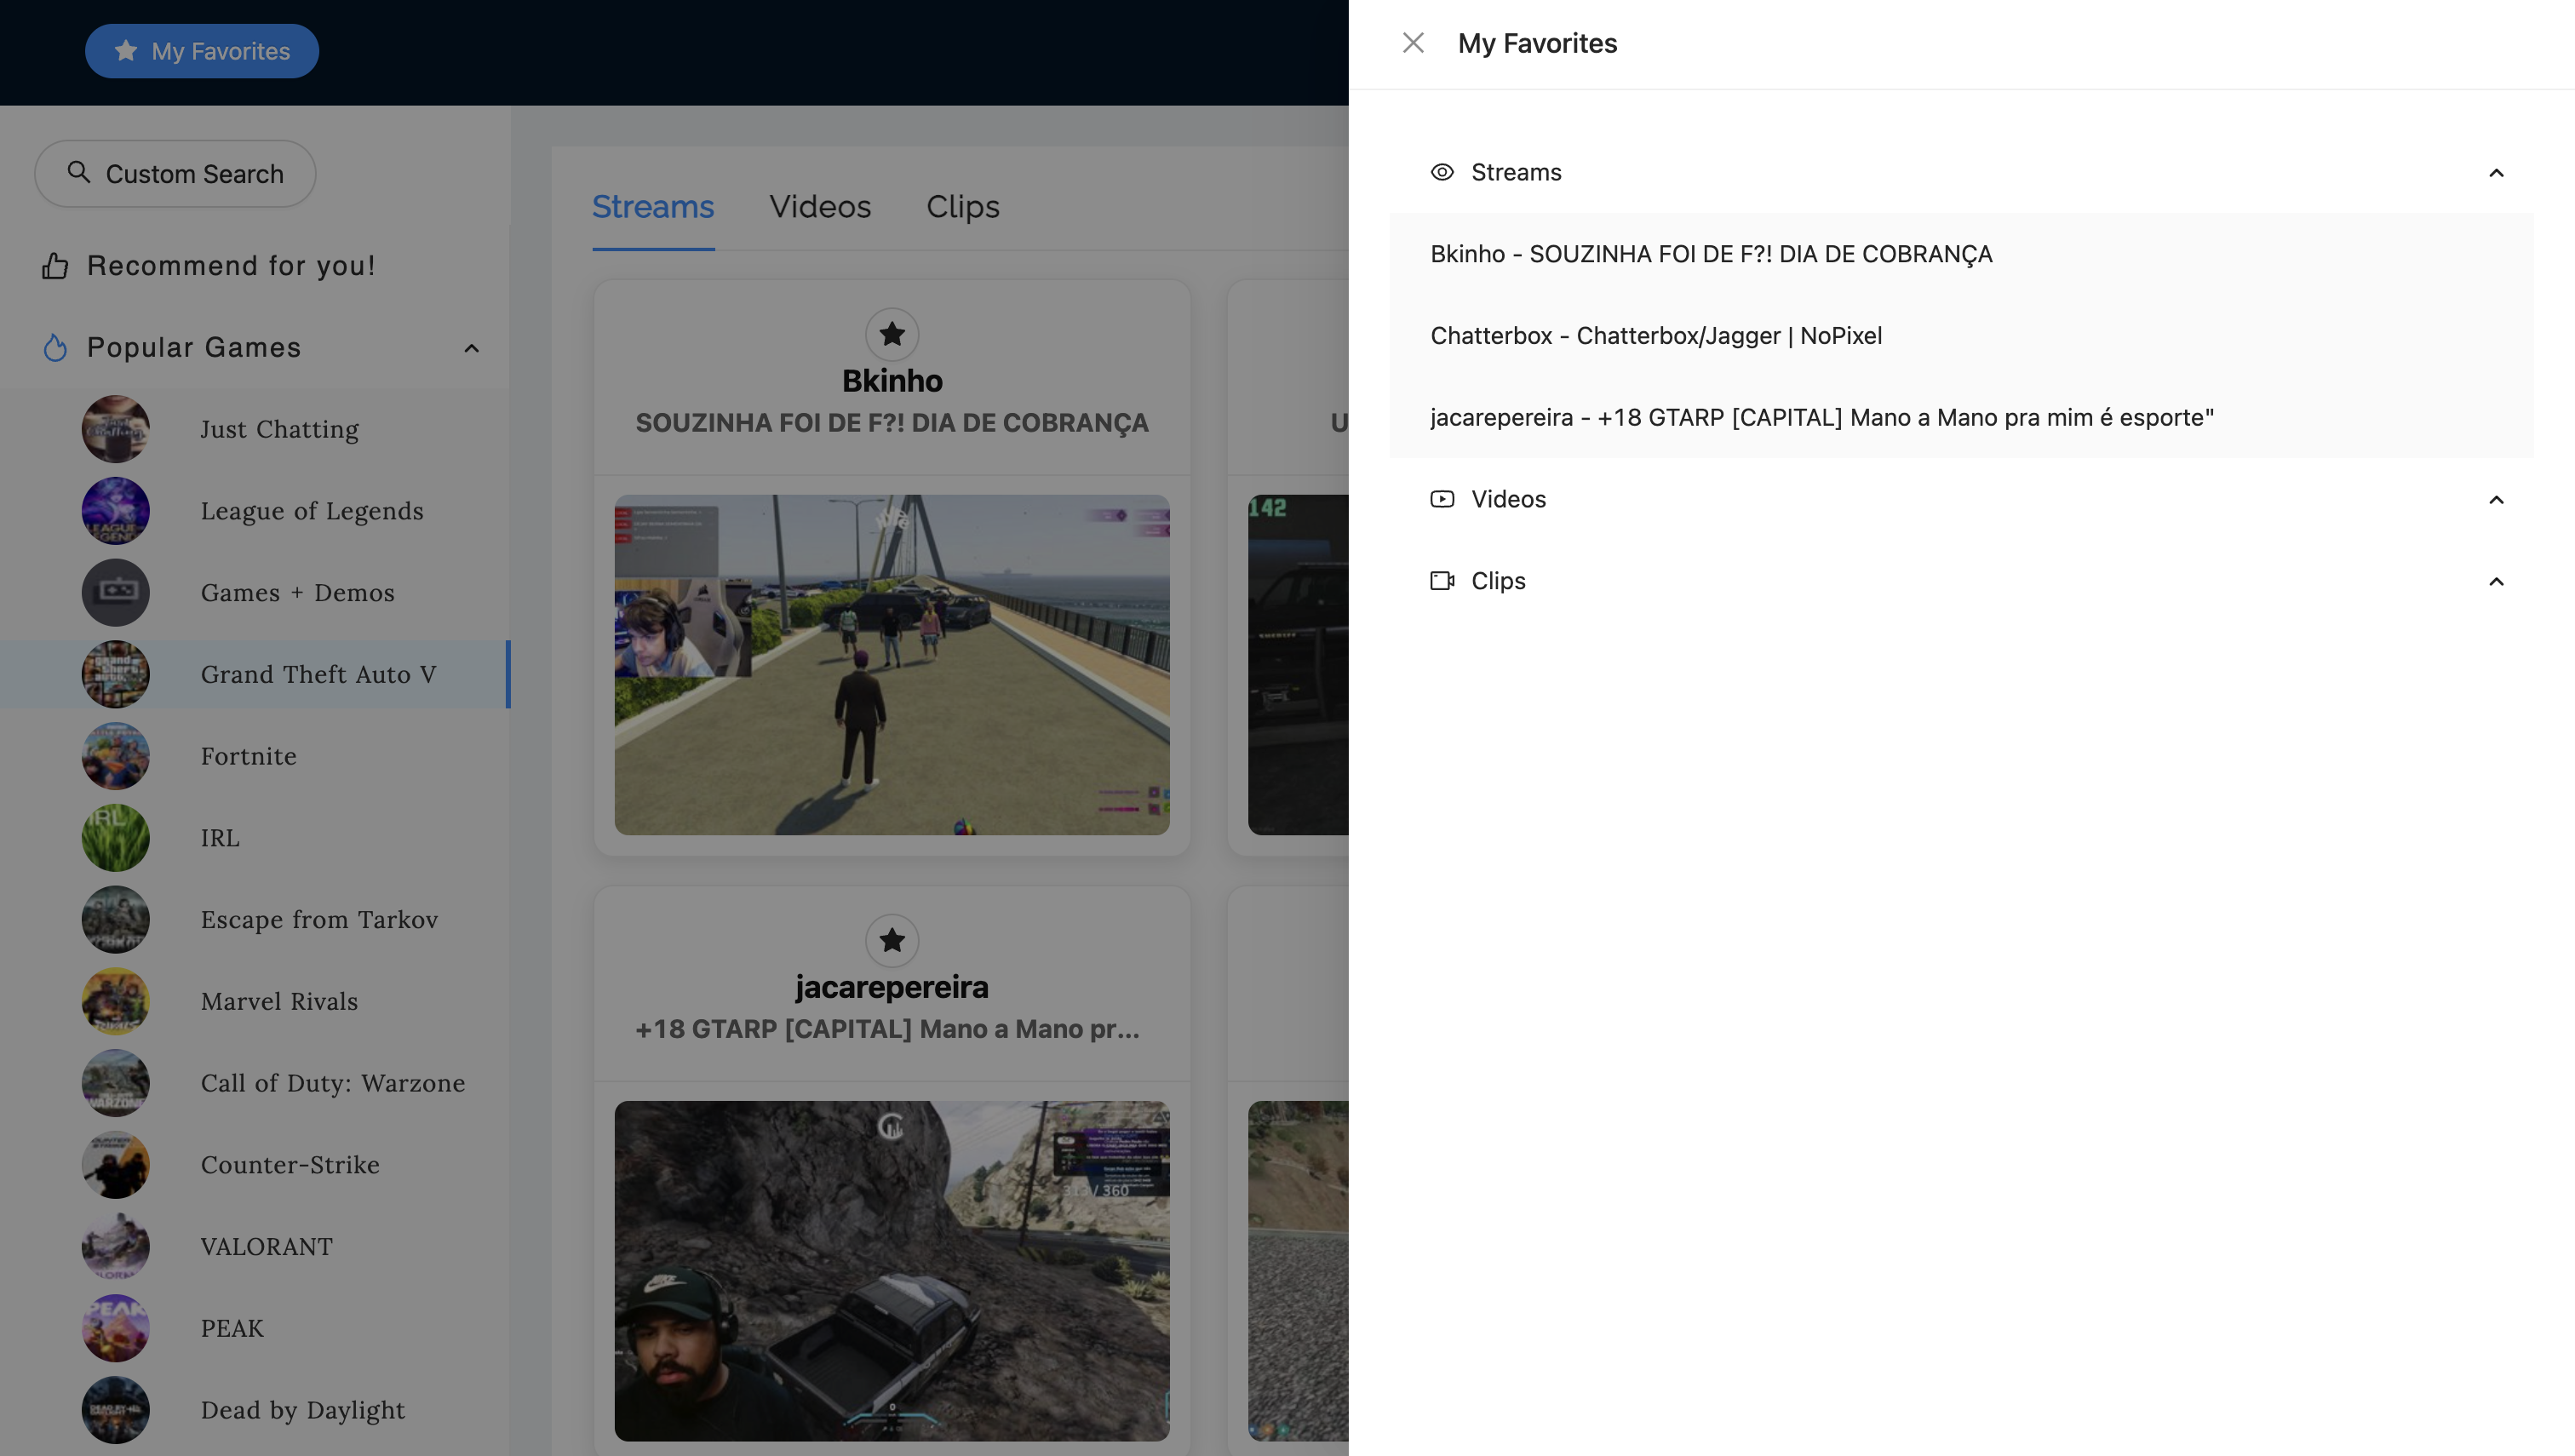 My Favorites
Custom Search
Recommend for you!
Popular Games
Just Chatting
League of Legends
Games + Demos
Grand Theft Auto V
Fortnite
IRL
Escape from Tarkov
Marvel Rivals
Call of Duty: Warzone
Counter-Strike
VALORANT
PEAK
Dead by Daylight
Streams Videos Clips
Bkinho
SOUZINHA FOI DE F?! DIA DE COBRANÇA
U
142
jacarepereira
+18 GTARP [CAPITAL] Mano a Mano pr...
313 / 360
0
My Favorites
Streams
Bkinho - SOUZINHA FOI DE F?! DIA DE COBRANÇA
Chatterbox - Chatterbox/Jagger | NoPixel
jacarepereira - +18 GTARP [CAPITAL] Mano a Mano pra mim é esporte"
Videos
Clips